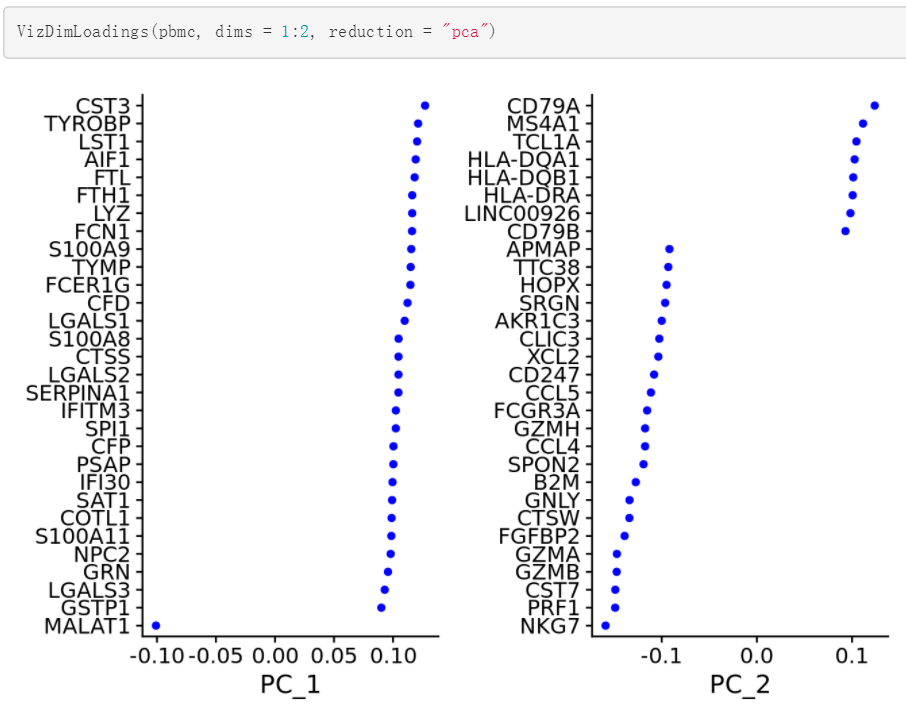 VizDimLoadings(pbmc, dims = 1:2, reduction = "pca")
CST3
TYROBP
LST1
AIF1
FTL
FTH1
LYZ
FCN1
S100A9
TYMP
FCER1G
CFD
LGALS1
S100A8
CTSS
LGALS2
SERPINA1
IFITM3
SPI1
CFP
PSAP
IFI30
SAT1
COTL1
S100A11
NPC2
GRN
LGALS3
GSTP1
MALAT1
-0.10 -0.05 0.00 0.05 0.10
PC_1
CD79A
MS4A1
TCL1A
HLA-DQA1
HLA-DQB1
HLA-DRA
LINC00926
CD79B
APMAP
TTC38
HOPX
SRGN
AKR1C3
CLIC3
XCL2
CD247
CCL5
FCGR3A
GZMH
CCL4
SPON2
B2M
GNLY
CTSW
FGFBP2
GZMA
GZMB
CST7
PRF1
NKG7
-0.1 0.0 0.1
PC_2